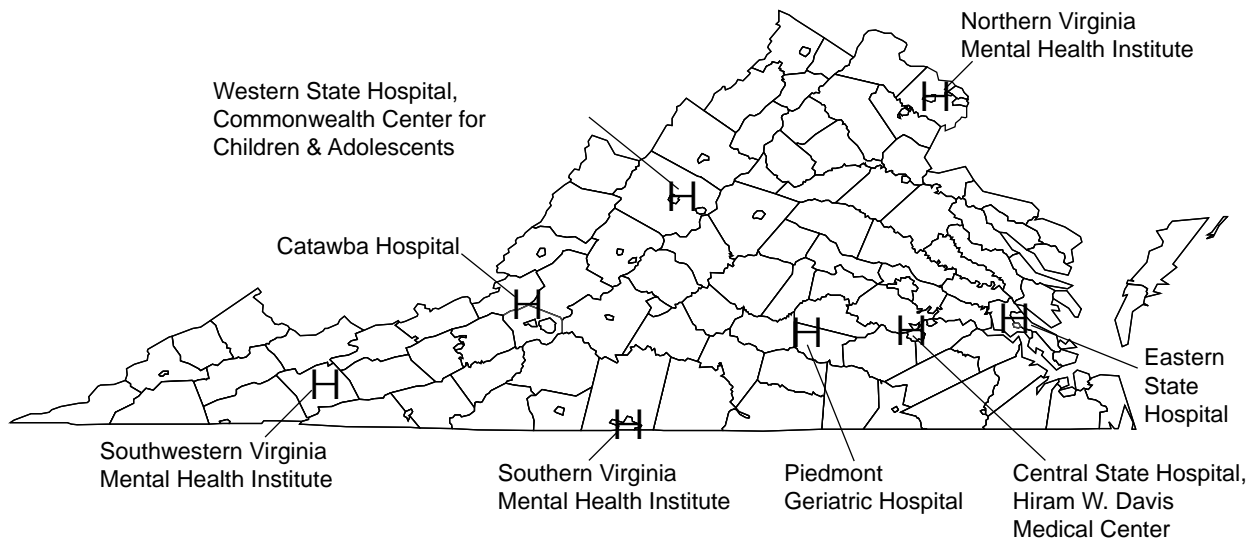 Northern Virginia
Mental Health Institute
Western State Hospital,
Commonwealth Center for
Children & Adolescents
H
H
Catawba Hospital
H
H
H
H
H
H
Eastern
State
Hospital
Southwestern Virginia
Mental Health Institute
Southern Virginia
Mental Health Institute
Piedmont
Geriatric Hospital
Central State Hospital,
Hiram W. Davis
Medical Center